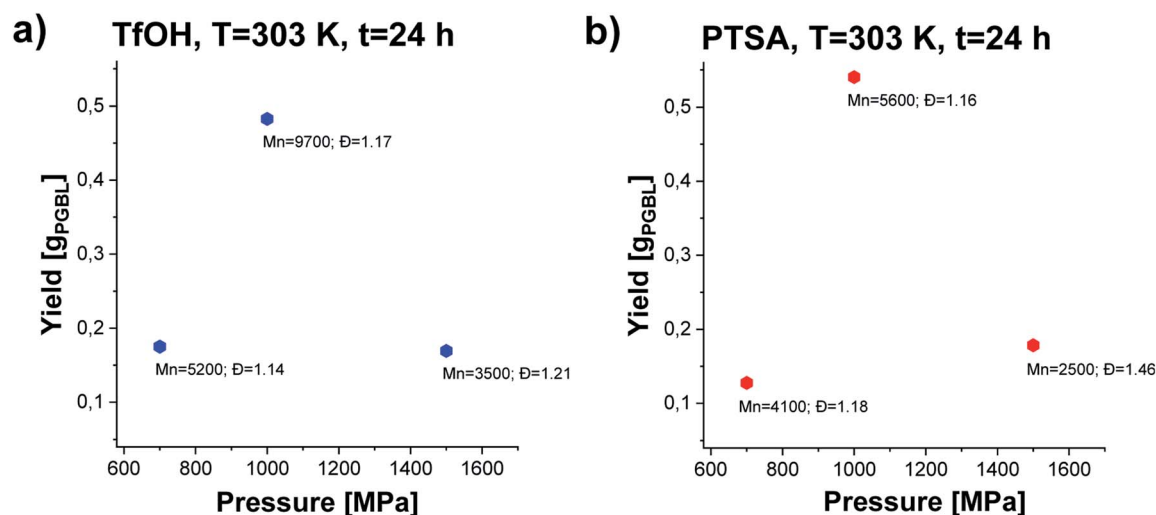 a)
TfOH, T=303 K, t=24 h
Yield [gPGBL]
0,5
0,4
0,3
0,2
0,1
Mn=9700; Đ=1.17
Mn=5200; Đ=1.14
Mn=3500; Đ=1.21
600 800 1000 1200 1400 1600
Pressure [MPa]
b)
PTSA, T=303 K, t=24 h
Yield [gPGBL]
0,5
0,4
0,3
0,2
0,1
Mn=5600; Đ=1.16
Mn=2500; Đ=1.46
Mn=4100; Đ=1.18
600 800 1000 1200 1400 1600
Pressure [MPa]